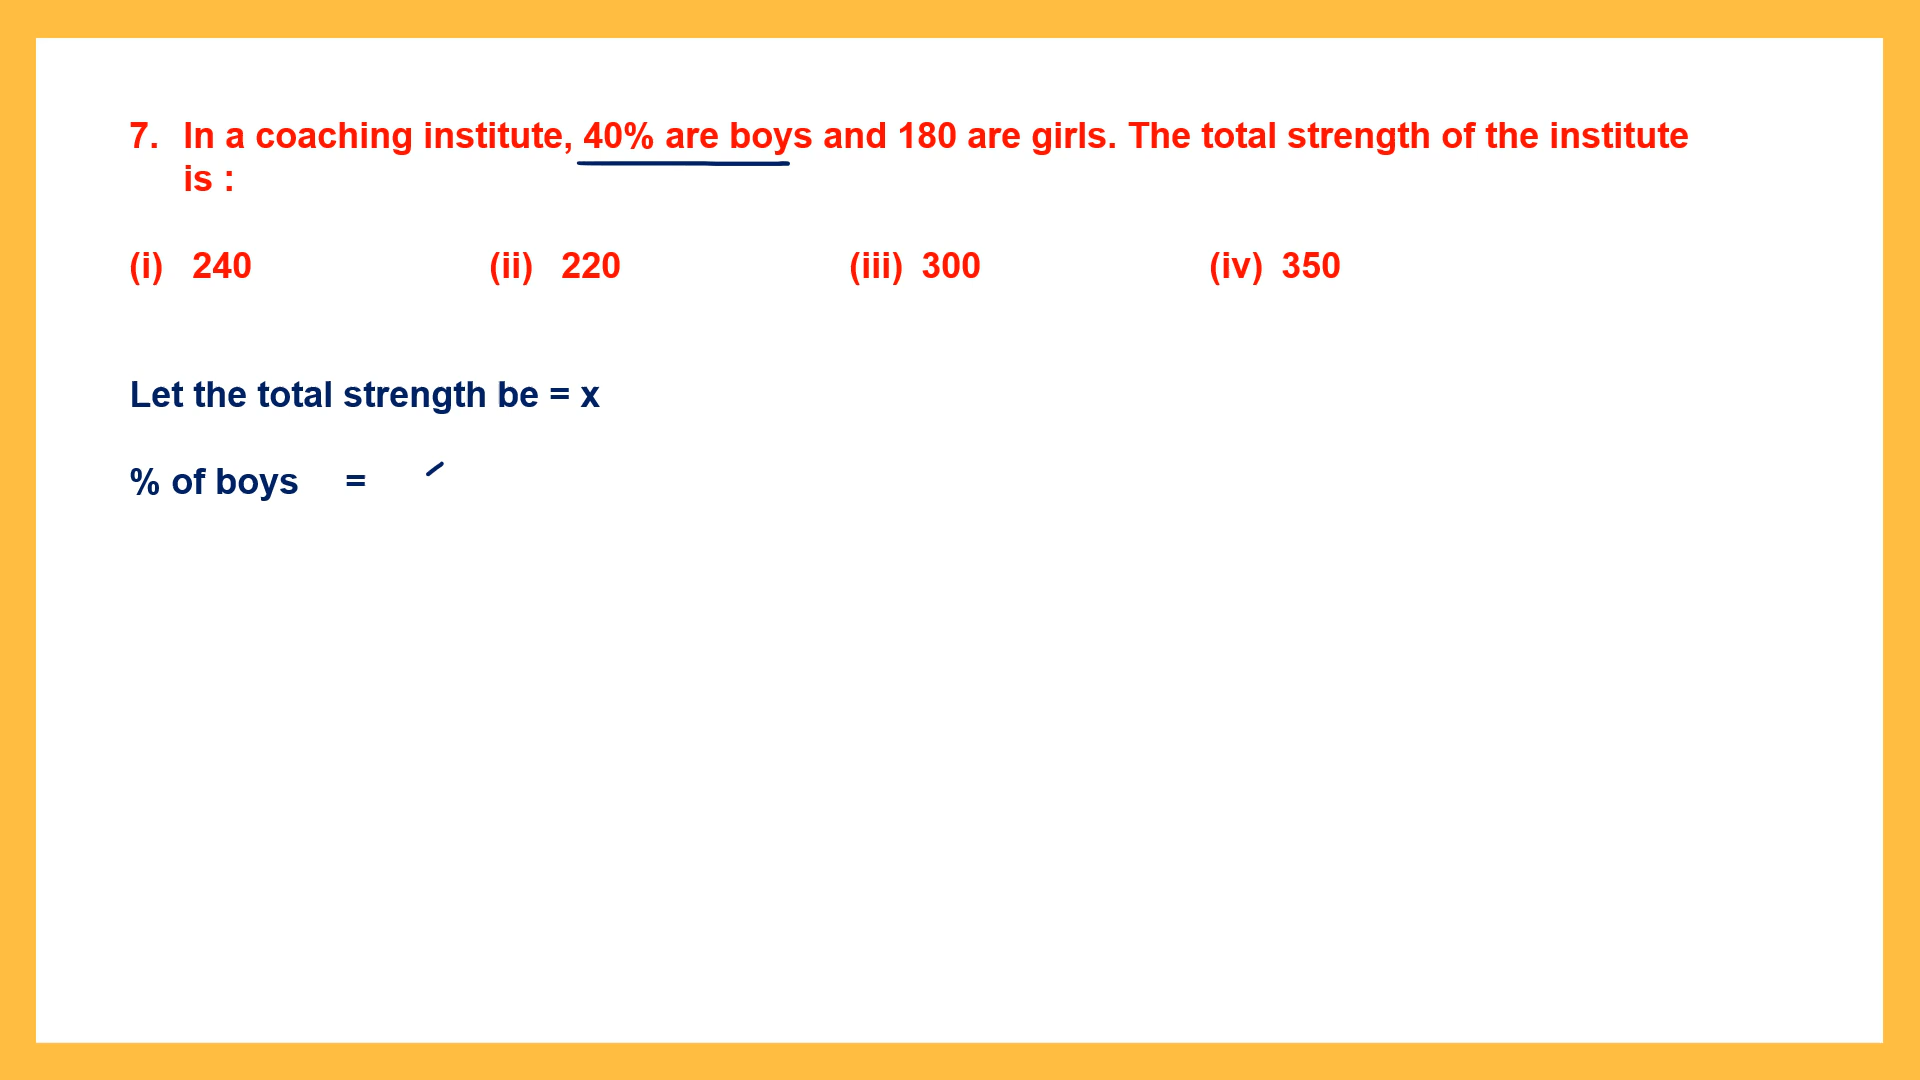 7. In a coaching institute, 40% are boys and 180 are girls. The total strength of the institute
is :
(i) 240 (ii) 220 (iii) 300 (iv) 350
Let the total strength be = x
% of boys =